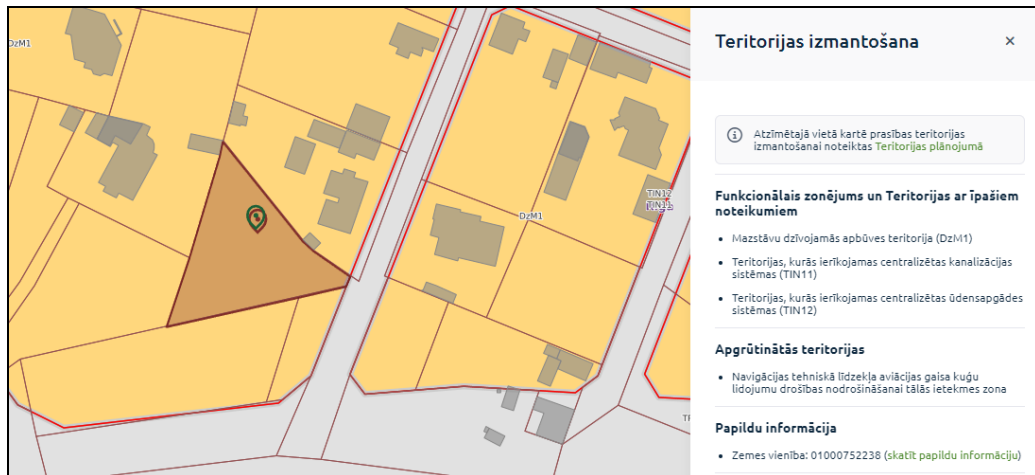 DzM1
TIN12
TIN11
DzM1
Teritorijas izmantošana
Atzīmētajā vietā kartē prasības teritorijas
izmantošanai noteiktas Teritorijas plānojumā
Funkcionālais zonējums un Teritorijas ar īpašiem
noteikumiem
• Mazstāvu dzīvojamās apbūves teritorija (DzM1)
• Teritorijas, kurās ierīkojamas centralizētas kanalizācijas
sistēmas (TIN11)
• Teritorijas, kurās ierīkojamas centralizētas ūdensapgādes
sistēmas (TIN12)
Apgrūtinātās teritorijas
• Navigācijas tehniskā līdzekļa aviācijas gaisa kuģu
lidojumu drošības nodrošināšanai tālās ietekmes zona
Papildu informācija
• Zemes vienība: 01000752238 (skatīt papildu informāciju)